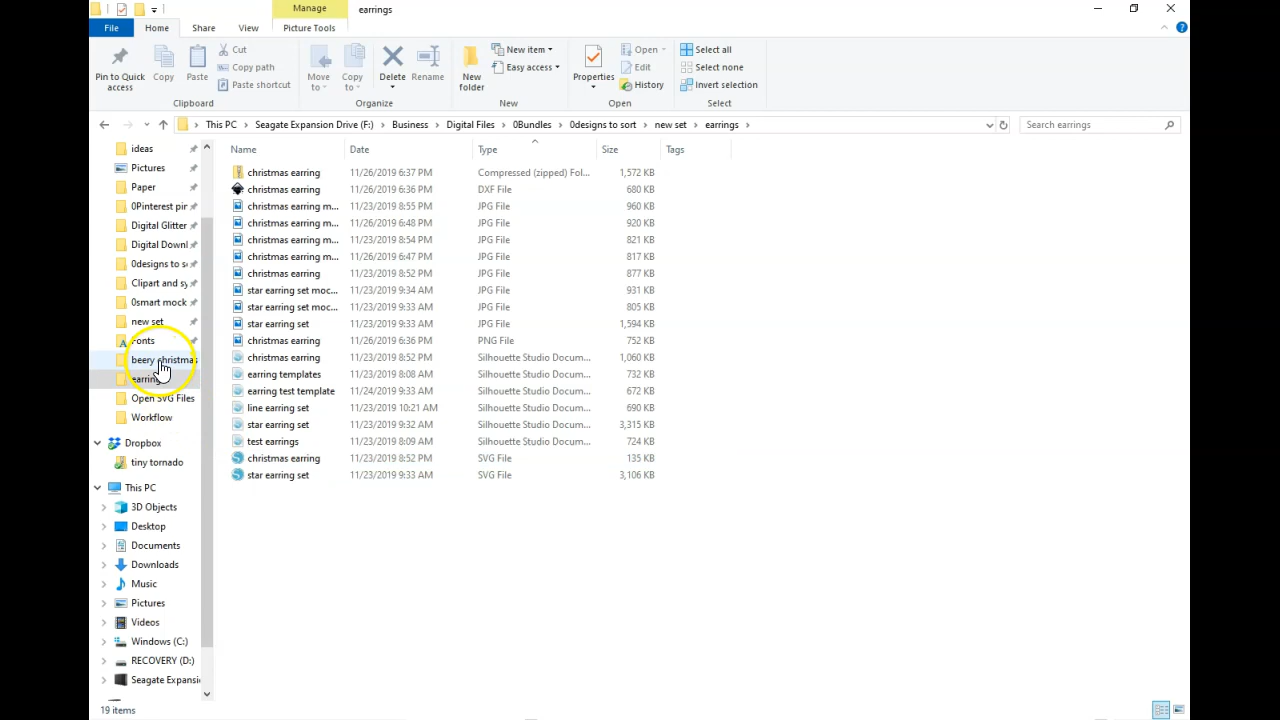 Manage
earrings
File
Home
Share
View
Picture Tools
Pin to Quick access
Copy
Paste
Cut
Copy path
Paste shortcut
Clipboard
Move to
Copy to
Delete
Rename
Organize
New folder
New item
Easy access
New
Properties
Open
Edit
History
Open
Select all
Select none
Invert selection
Select
This PC > Seagate Expansion Drive (F:) > Business > Digital Files > 0Bundles > 0designs to sort > new set > earrings >
Search earrings
Name Date Type Size Tags
christmas earring 11/26/2019 6:37 PM Compressed (zipped) Fol... 1,572 KB
christmas earring 11/26/2019 6:36 PM DXF File 680 KB
christmas earring m... 11/23/2019 8:55 PM JPG File 960 KB
christmas earring m... 11/26/2019 6:48 PM JPG File 920 KB
christmas earring m... 11/23/2019 8:54 PM JPG File 821 KB
christmas earring m... 11/26/2019 6:47 PM JPG File 817 KB
christmas earring 11/23/2019 8:52 PM JPG File 877 KB
star earring set moc... 11/23/2019 9:34 AM JPG File 931 KB
star earring set moc... 11/23/2019 9:33 AM JPG File 805 KB
star earring set 11/23/2019 9:33 AM JPG File 1,594 KB
christmas earring 11/26/2019 6:36 PM PNG File 752 KB
christmas earring 11/23/2019 8:52 PM Silhouette Studio Docum... 1,060 KB
earring templates 11/23/2019 8:08 AM Silhouette Studio Docum... 732 KB
earring test template 11/24/2019 9:33 AM Silhouette Studio Docum... 672 KB
line earring set 11/23/2019 10:21 AM Silhouette Studio Docum... 690 KB
star earring set 11/23/2019 9:32 AM Silhouette Studio Docum... 3,315 KB
test earrings 11/23/2019 8:09 AM Silhouette Studio Docum... 724 KB
christmas earring 11/23/2019 8:52 PM SVG File 135 KB
star earring set 11/23/2019 9:33 AM SVG File 3,106 KB
ideas
Pictures
Paper
0Pinterest pin
Digital Glitter
Digital Downl
0designs to so
Clipart and sy
0smart mock
new set
Fonts
beery christmas
earring
Open SVG Files
Workflow
Dropbox
tiny tornado
This PC
3D Objects
Desktop
Documents
Downloads
Music
Pictures
Videos
Windows (C:)
RECOVERY (D:)
Seagate Expansi
19 items